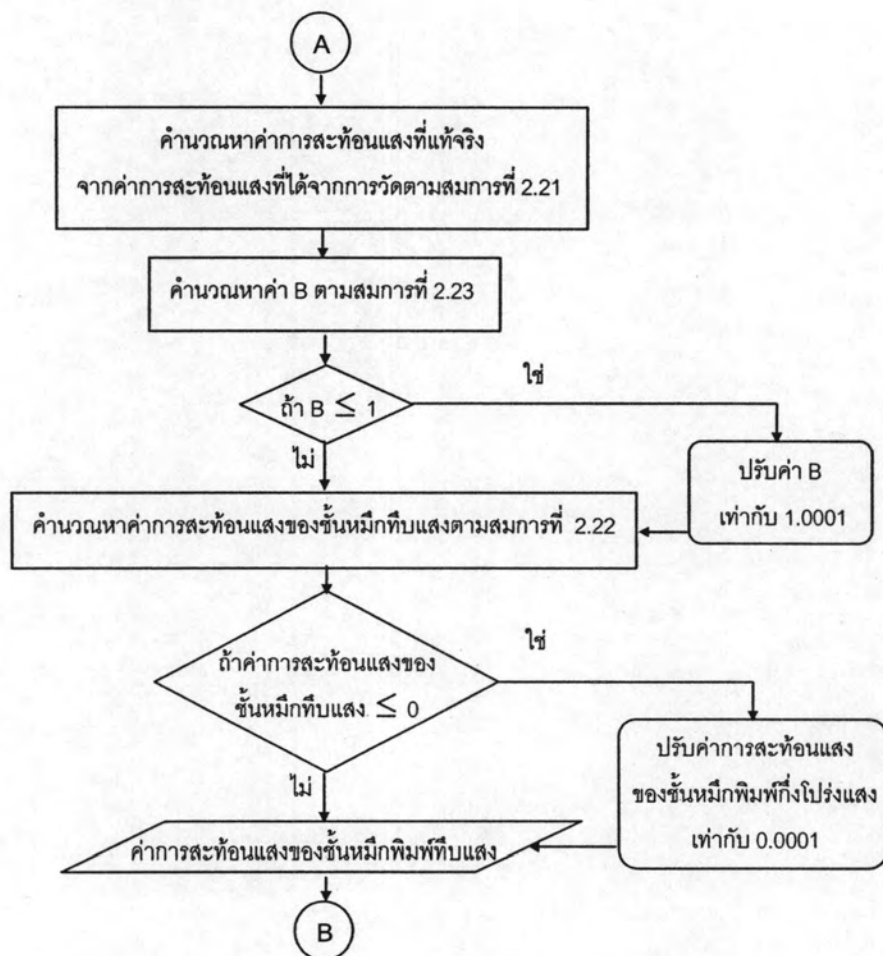 A
คำนวณหาค่าการสะท้อนแสงที่แท้จริง
จากค่าการสะท้อนแสงที่ได้จากการวัดตามสมการที่ 2.21
คำนวณหาค่า B ตามสมการที่ 2.23
ถ้า B ≤ 1
ใช่
ไม่
ปรับค่า B
เท่ากับ 1.0001
คำนวณหาค่าการสะท้อนแสงของชั้นหมึกทึบแสงตามสมการที่ 2.22
ถ้าค่าการสะท้อนแสงของ
ชั้นหมึกทึบแสง ≤ 0
ใช่
ไม่
ปรับค่าการสะท้อนแสง
ของชั้นหมึกพิมพ์กึ่งโปร่งแสง
เท่ากับ 0.0001
ค่าการสะท้อนแสงของชั้นหมึกพิมพ์ทึบแสง
B